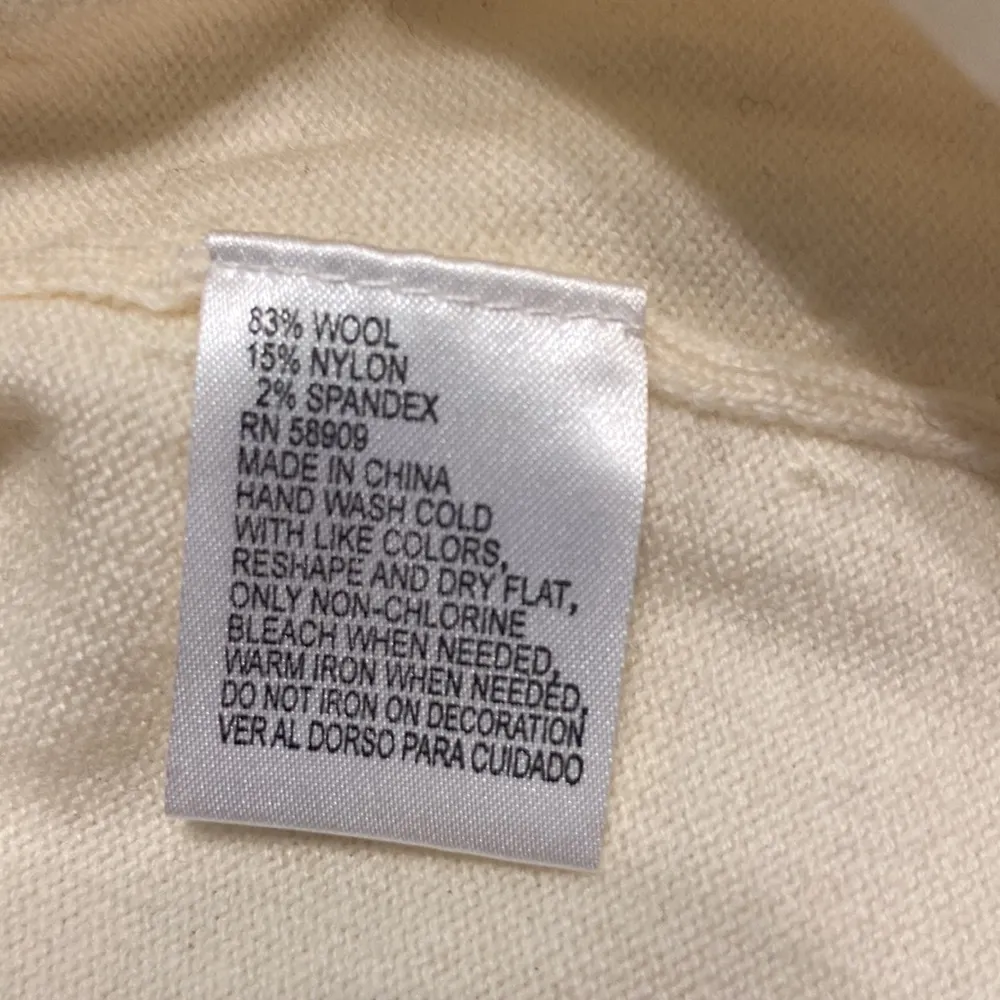 83% WOOL
15% NYLON
2% SPANDEX
RN 58909
MADE IN CHINA
HAND WASH COLD
WITH LIKE COLORS,
RESHAPE AND DRY FLAT,
ONLY NON-CHLORINE
BLEACH WHEN NEEDED,
WARM IRON WHEN NEEDED,
DO NOT IRON ON DECORATION
VER AL DORSO PARA CUIDADO